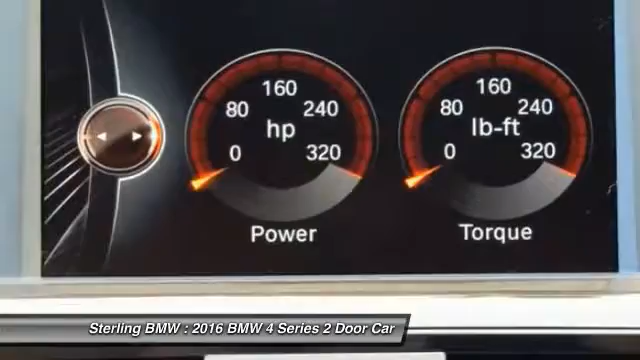 160
80 240
hp
0 320
Power
160
80 240
lb-ft
0 320
Torque
Sterling BMW : 2016 BMW 4 Series 2 Door Car